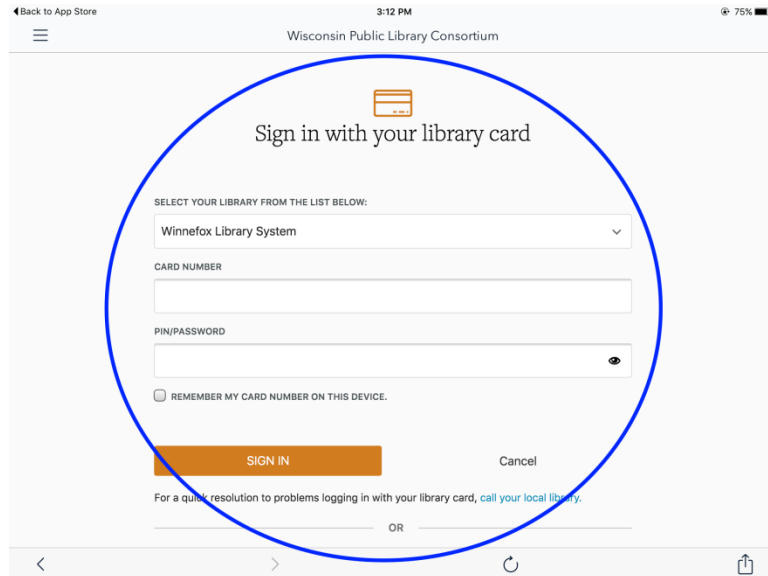 Back to App Store
3:12 PM
75%
Wisconsin Public Library Consortium
Sign in with your library card
SELECT YOUR LIBRARY FROM THE LIST BELOW:
Winnefox Library System
CARD NUMBER
PIN/PASSWORD
REMEMBER MY CARD NUMBER ON THIS DEVICE.
SIGN IN
Cancel
For a quick resolution to problems logging in with your library card, call your local library.
OR